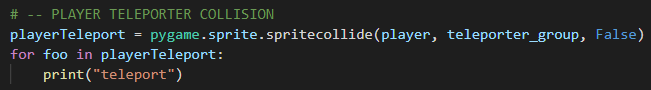 # -- PLAYER TELEPORTER COLLISION
playerTeleport = pygame.sprite.spritecollide(player, teleporter_group, False)
for foo in playerTeleport:
    print("teleport")